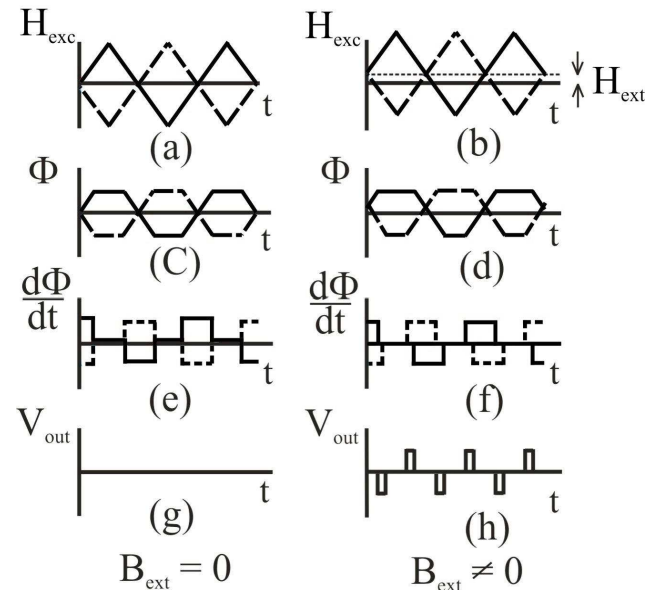 H_exc
t
(a)
H_exc
H_ext
t
(b)
Φ
t
(C)
Φ
t
(d)
dΦ
dt
t
(e)
dΦ
dt
t
(f)
V_out
t
(g)
V_out
t
(h)
B_ext = 0
B_ext ≠ 0